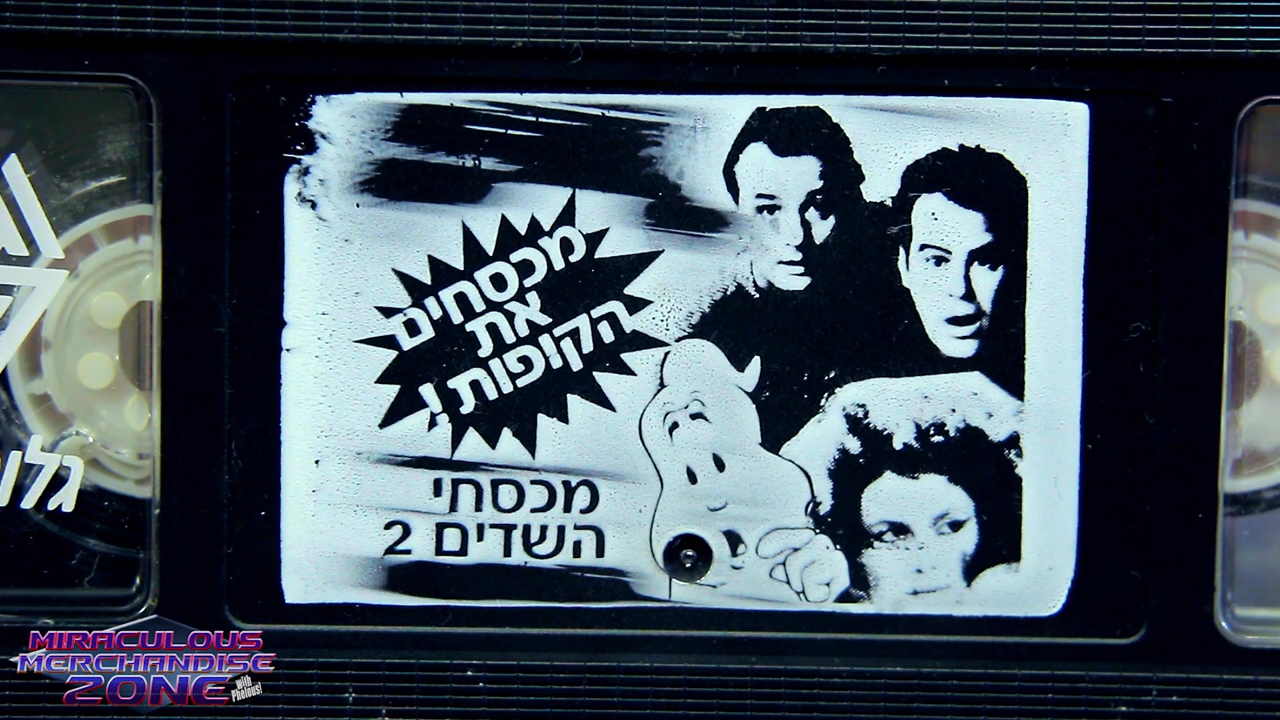 מכסחים
את
הקופות!
מכסחי
השדים 2
MIRACULOUS
MERCHANDISE
ZONE
with
Phelous!